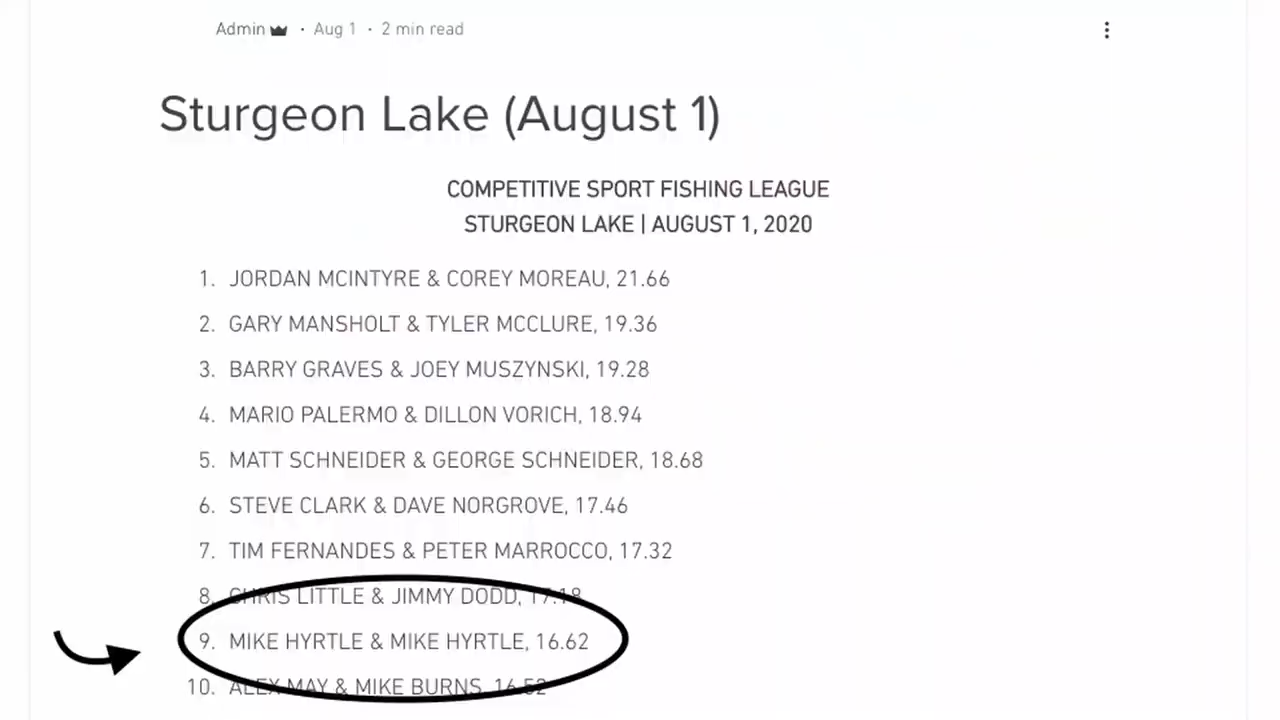 Admin · Aug 1 · 2 min read
Sturgeon Lake (August 1)
COMPETITIVE SPORT FISHING LEAGUE
STURGEON LAKE | AUGUST 1, 2020
1. JORDAN MCINTYRE & COREY MOREAU, 21.66
2. GARY MANSHOLT & TYLER MCCLURE, 19.36
3. BARRY GRAVES & JOEY MUSZYNSKI, 19.28
4. MARIO PALERMO & DILLON VORICH, 18.94
5. MATT SCHNEIDER & GEORGE SCHNEIDER, 18.68
6. STEVE CLARK & DAVE NORGROVE, 17.46
7. TIM FERNANDES & PETER MARROCCO, 17.32
8. CHRIS LITTLE & JIMMY DODD, 17.18
9. MIKE HYRTLE & MIKE HYRTLE, 16.62
10. ALEX MAY & MIKE BURNS, 16.52